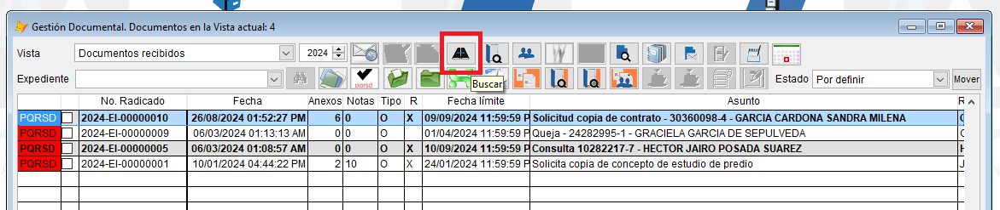 Gestión Documental. Documentos en la Vista actual: 4
Vista Documentos recibidos 2024
Expediente pqrsd Buscar Estado Por definir Mover
No. Radicado Fecha Anexos Notas Tipo R Fecha límite Asunto R
PQRSD 2024-EI-00000010 26/08/2024 01:52:27 PM 6 0 O X 09/09/2024 11:59:59 P Solicitud copia de contrato - 30360098-4 - GARCIA CARDONA SANDRA MILENA
PQRSD 2024-EI-00000009 06/03/2024 01:13:13 AM 0 0 O 01/04/2024 11:59:59 P Queja - 24282995-1 - GRACIELA GARCIA DE SEPULVEDA
PQRSD 2024-EI-00000005 06/03/2024 01:08:57 AM 0 0 O X 10/09/2024 11:59:59 P Consulta 10282217-7 - HECTOR JAIRO POSADA SUAREZ
PQRSD 2024-EI-00000001 10/01/2024 04:44:22 PM 2 10 O X 24/01/2024 11:59:59 P Solicita copia de concepto de estudio de predio